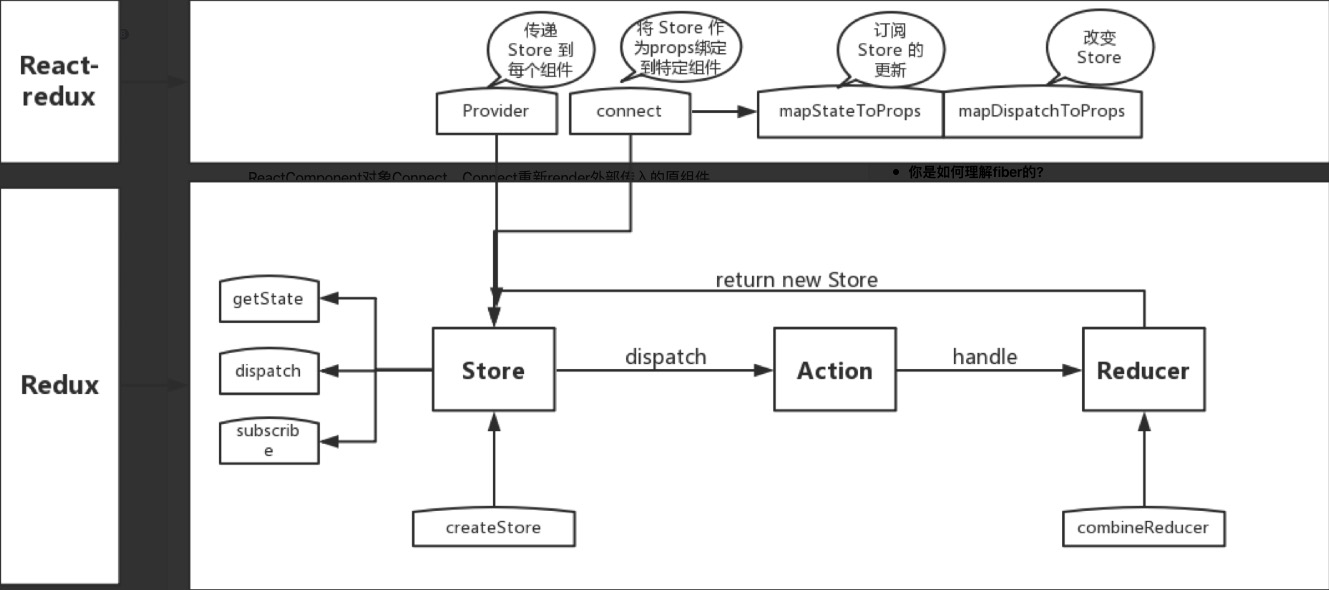 React-
redux
传递
Store 到
每个组件
将 Store 作
为props绑定
到特定组件
订阅
Store 的
更新
改变
Store
Provider
connect
mapStateToProps
mapDispatchToProps
ReactComponent对象Connect，Connect重新render外部传入的原组件
你是如何理解fiber的?
Redux
return new Store
getState
dispatch
subscrib
e
Store
dispatch
Action
handle
Reducer
createStore
combineReducer